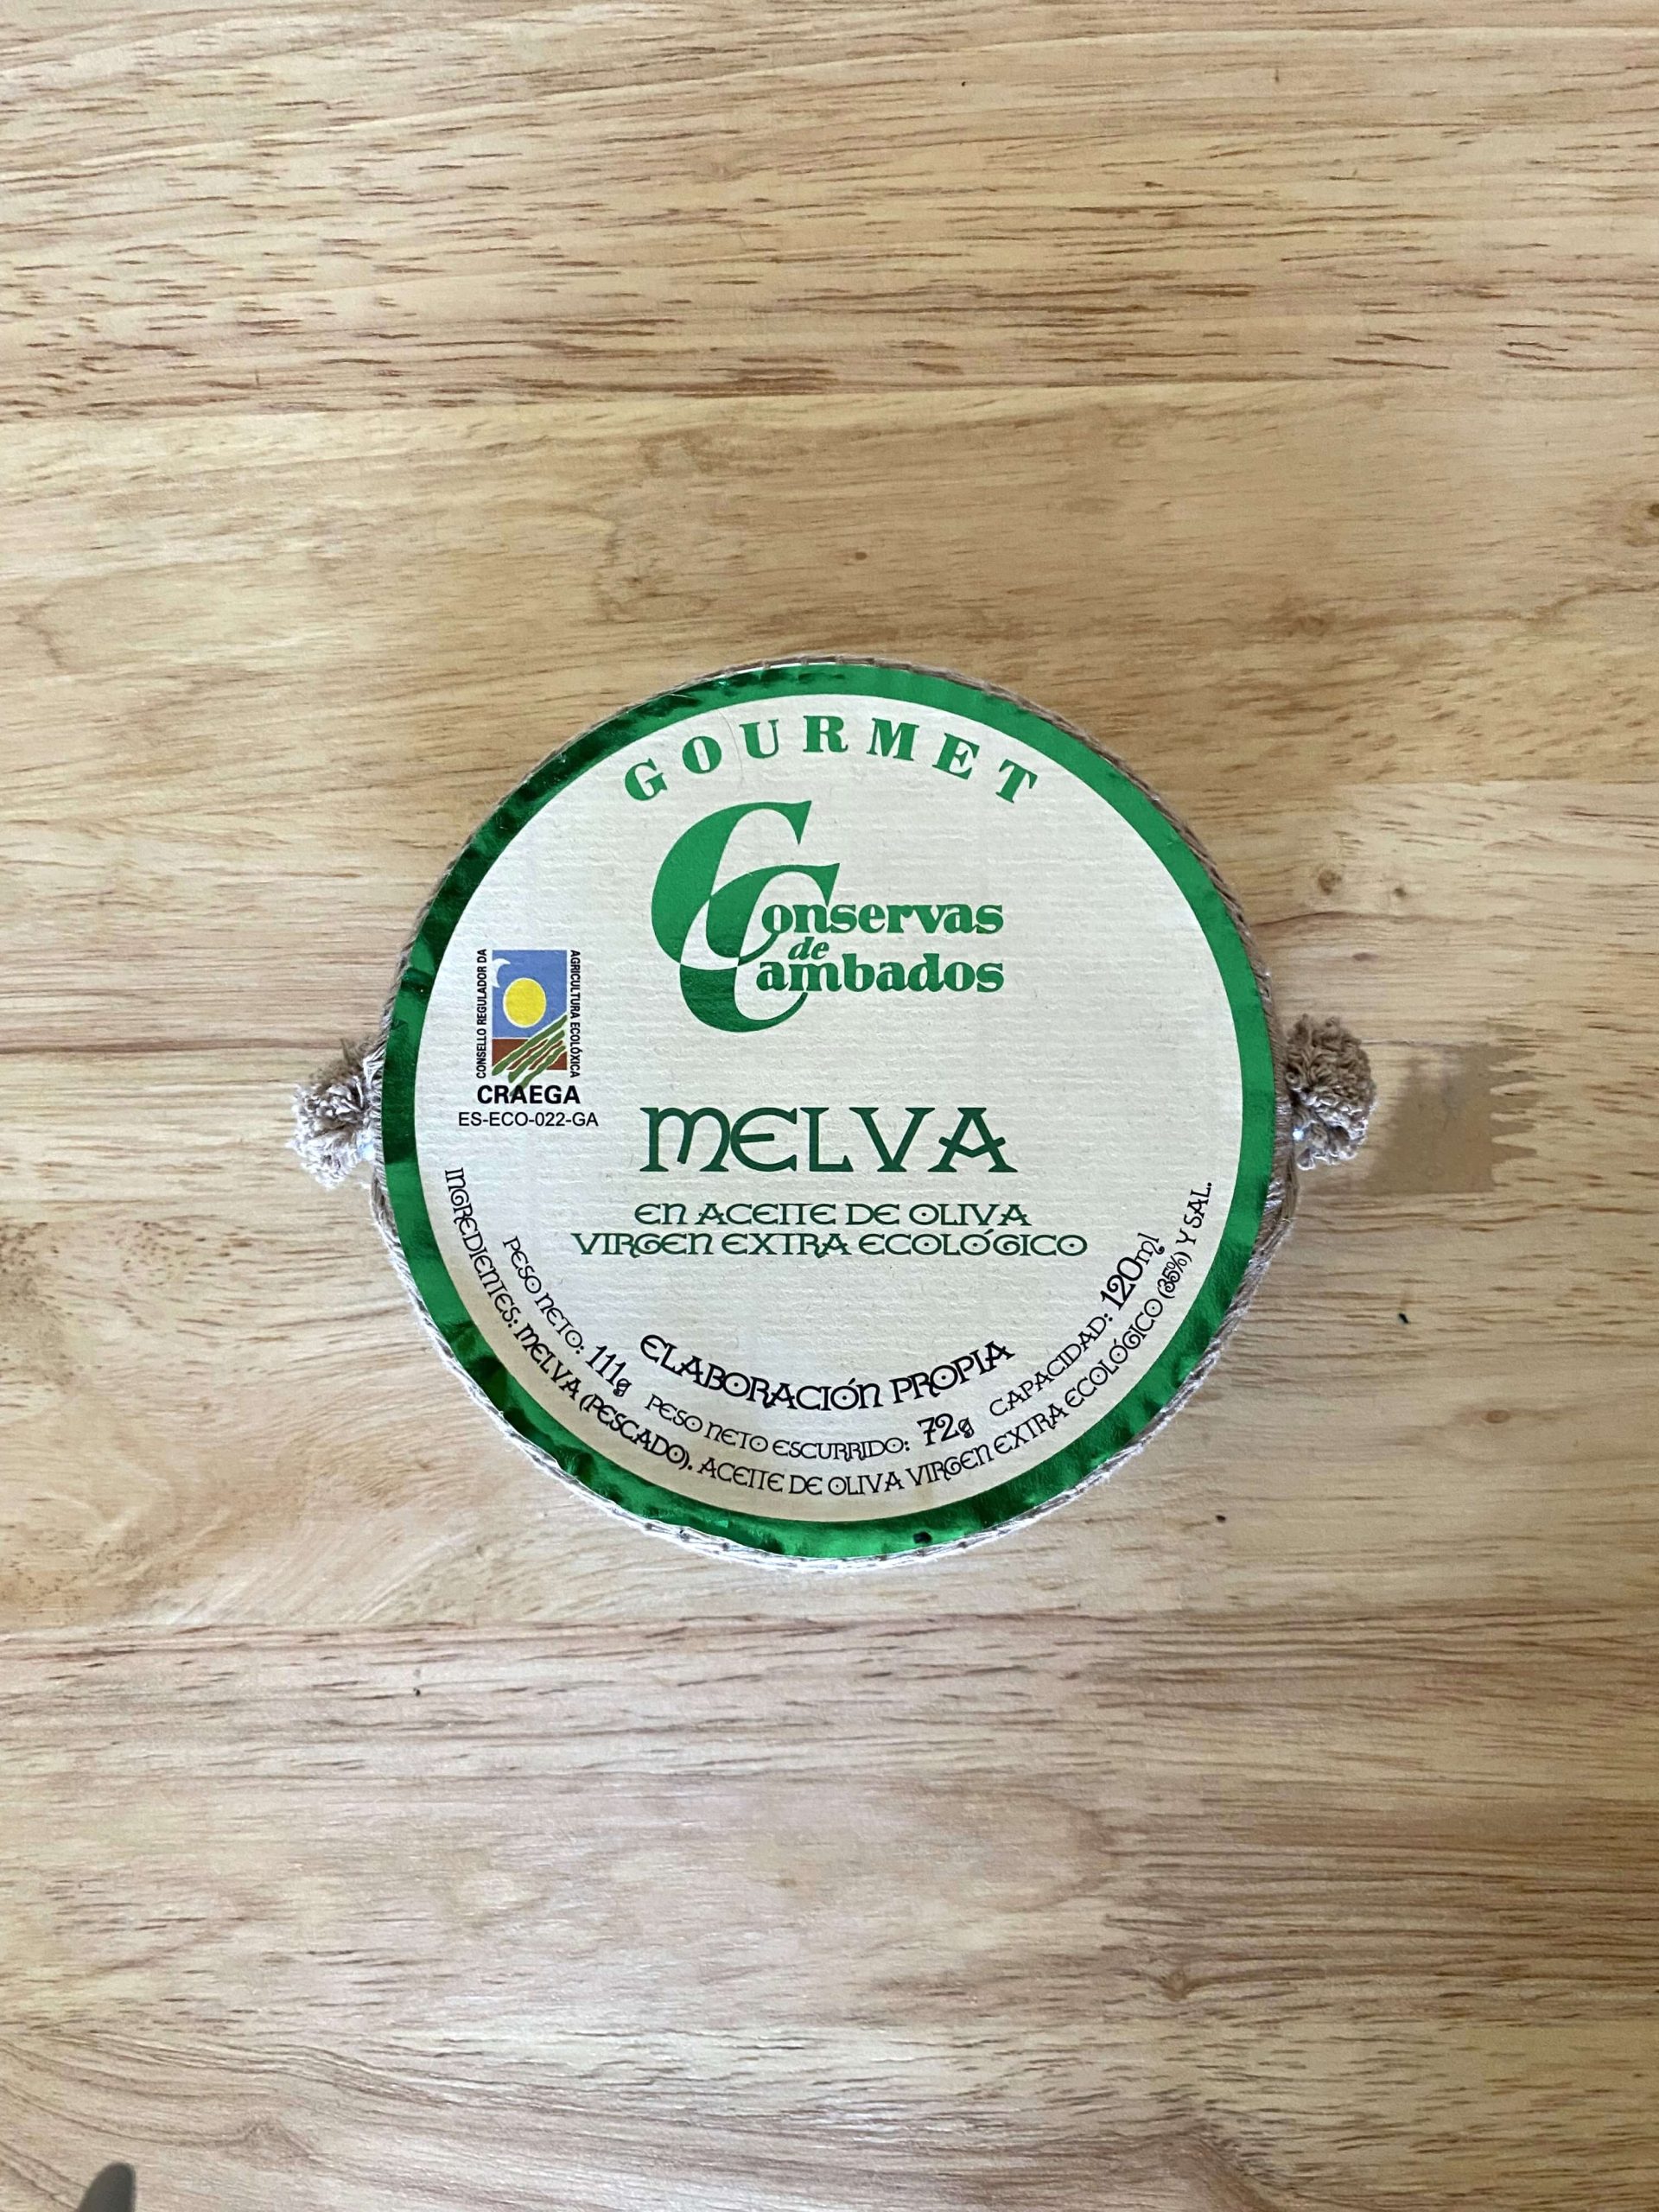 GOURMET
Conservas
de
Cambados
CONSELLO REGULADOR DA
AGRICULTURA ECOLÓXICA
CRAEGA
ES-ECO-022-GA
MELVA
EN ACEITE DE OLIVA
VIRGEN EXTRA ECOLÓGICO
ELABORACIÓN PROPIA
PESO NETO: 111g PESO NETO ESCURRIDO: 72g CAPACIDAD: 120ml
INGREDIENTES: MELVA (PESCADO). ACEITE DE OLIVA VIRGEN EXTRA ECOLÓGICO (35%) Y SAL.